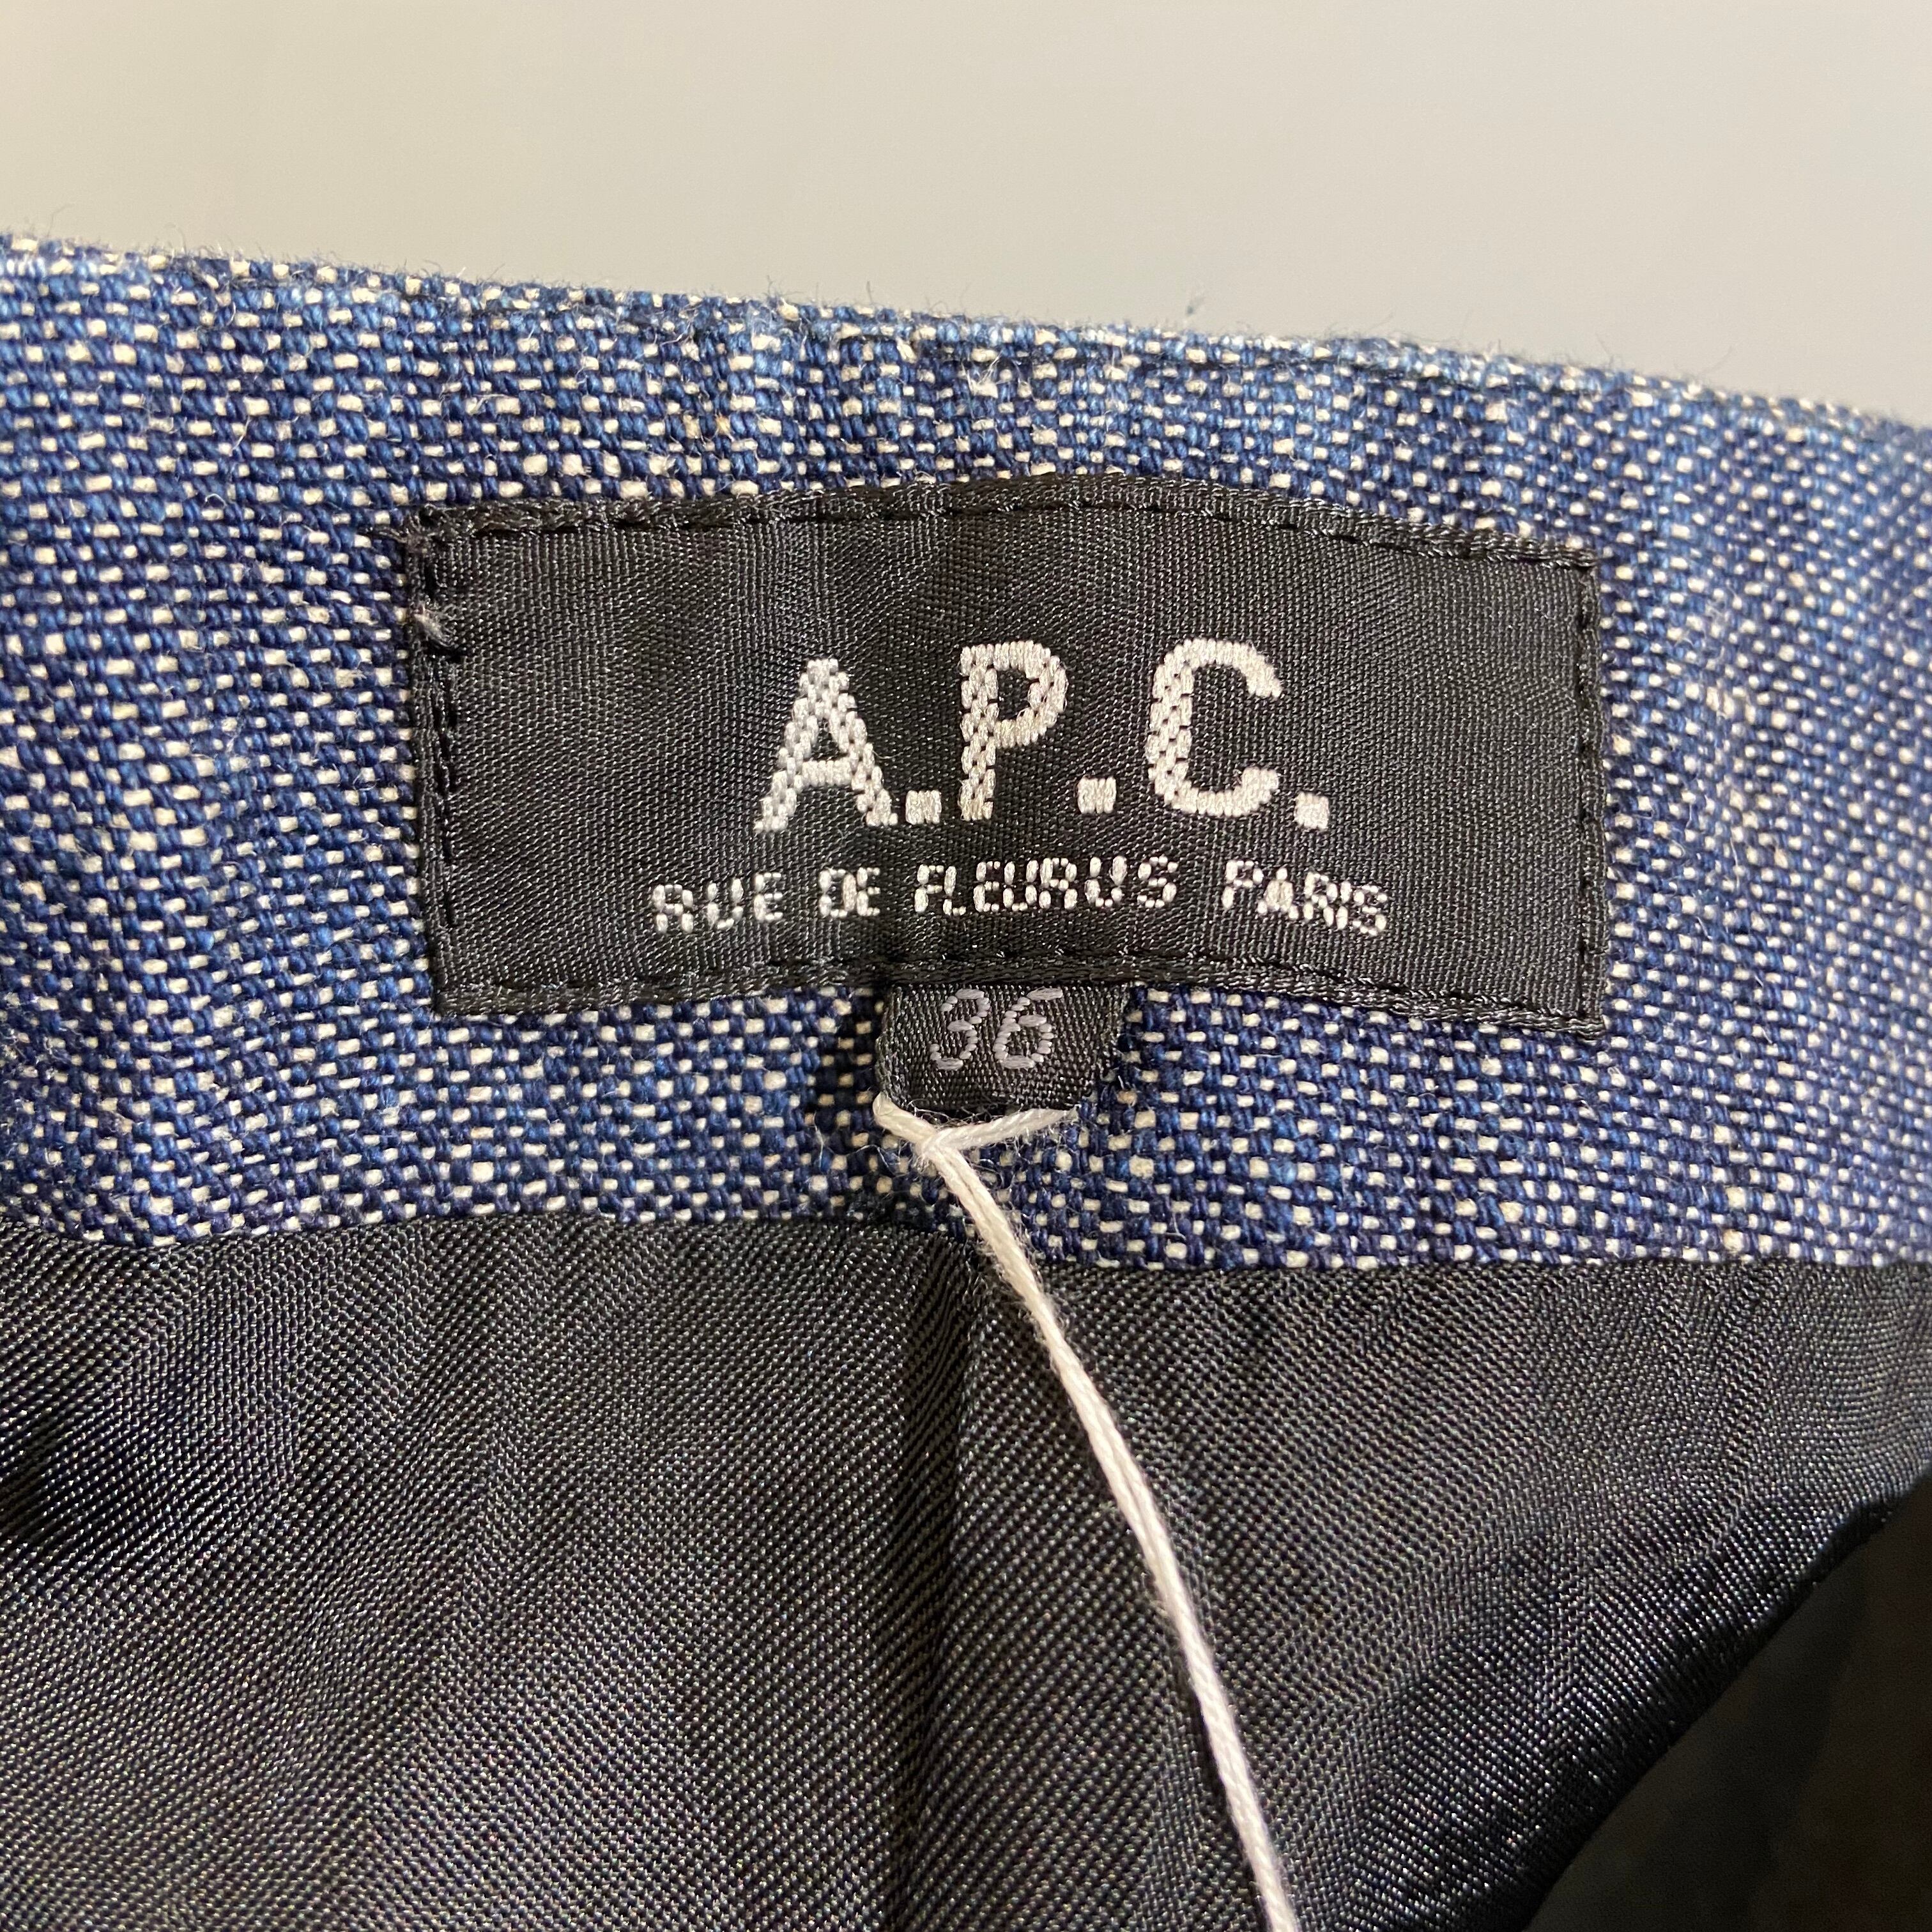 A.P.C.
RUE DE FLEURUS PARIS
36